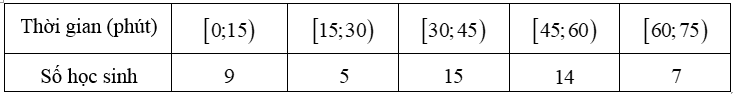 Thời gian (phút) [0;15) [15;30) [30;45) [45;60) [60;75)
Số học sinh 9 5 15 14 7